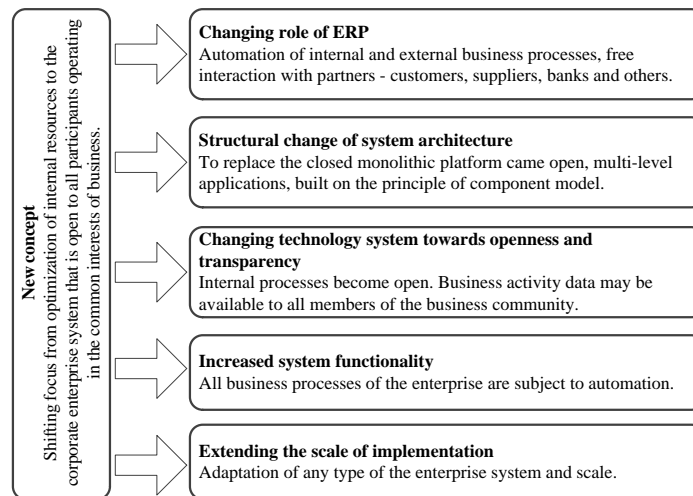 New concept
Shifting focus from optimization of internal resources to the
corporate enterprise system that is open to all participants operating
in the common interests of business.
Changing role of ERP
Automation of internal and external business processes, free
interaction with partners - customers, suppliers, banks and others.
Structural change of system architecture
To replace the closed monolithic platform came open, multi-level
applications, built on the principle of component model.
Changing technology system towards openness and
transparency
Internal processes become open. Business activity data may be
available to all members of the business community.
Increased system functionality
All business processes of the enterprise are subject to automation.
Extending the scale of implementation
Adaptation of any type of the enterprise system and scale.